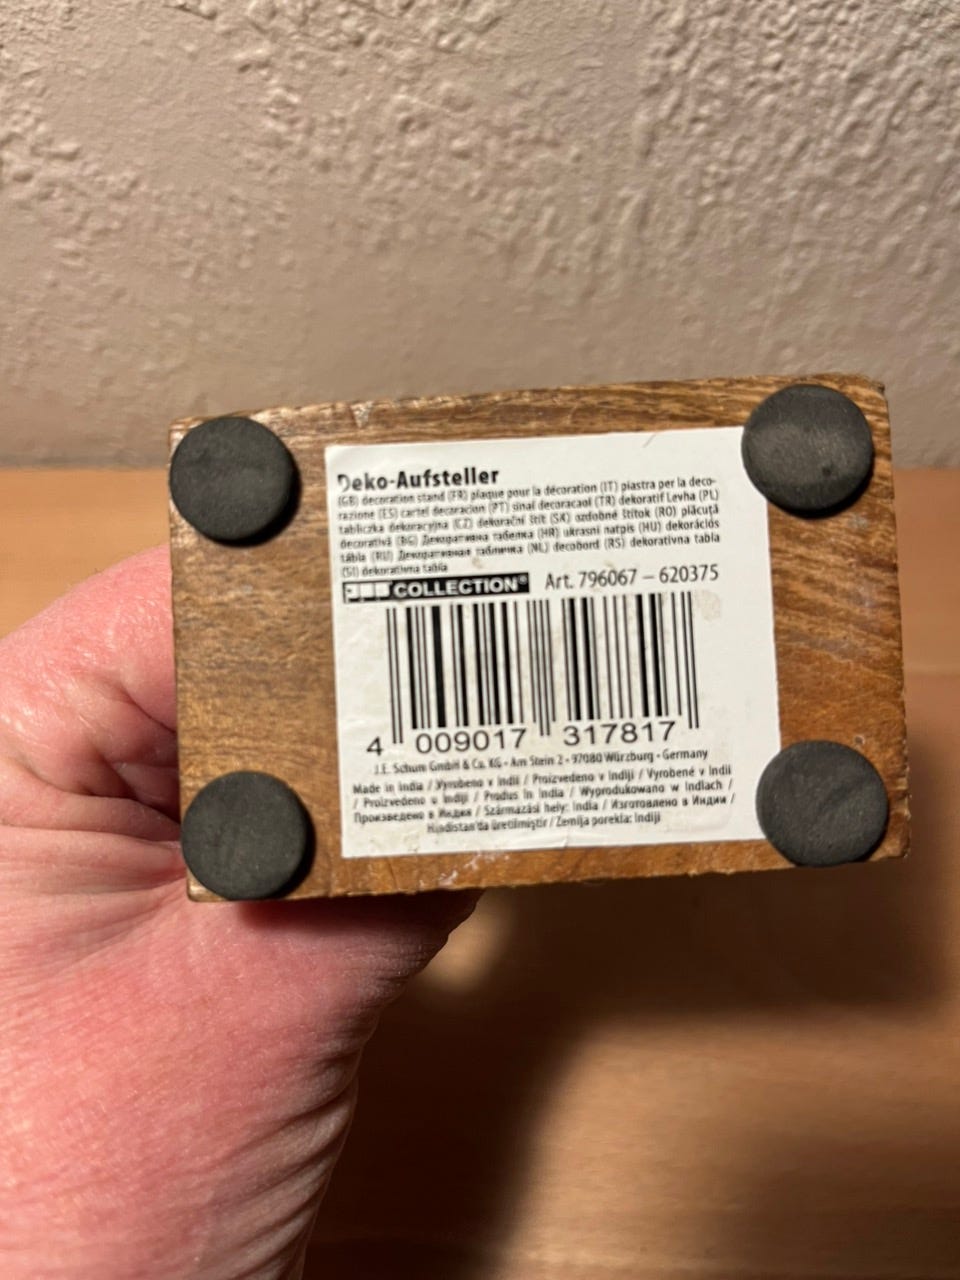 Deko-Aufsteller
(GB) decoration stand (FR) plaque pour la décoration (IT) piastra per la deco-
razione (ES) cartel decoracion (PT) sinal decoracaol (TR) dekoratif Levha (PL)
tabliczka dekoracyjna (CZ) dekorační štít (SK) ozdobné štítok (RO) plăcuță
decorativă (BG) Декоративна табелка (HR) ukrasni natpis (HU) dekorációs
tábla (RU) Декоративная табличка (NL) decobord (RS) dekorativna tabla
(SI) dekorativna tabla
COLLECTION® Art. 796067 – 620375
4 009017 317817
J.E. Schum GmbH & Co. KG • Am Stein 2 • 97080 Würzburg • Germany
Made in India / Vyrobeno v Indii / Proizvedeno v Indiji / Vyrobené v Indii
/ Proizvedeno u Indiji / Produs în India / Wyprodukowano w Indiach /
Произведено в Индия / Származási hely: India / Изготовлено в Индии /
Hindistan'da üretilmiştir / Zemlja porekla: Indiji